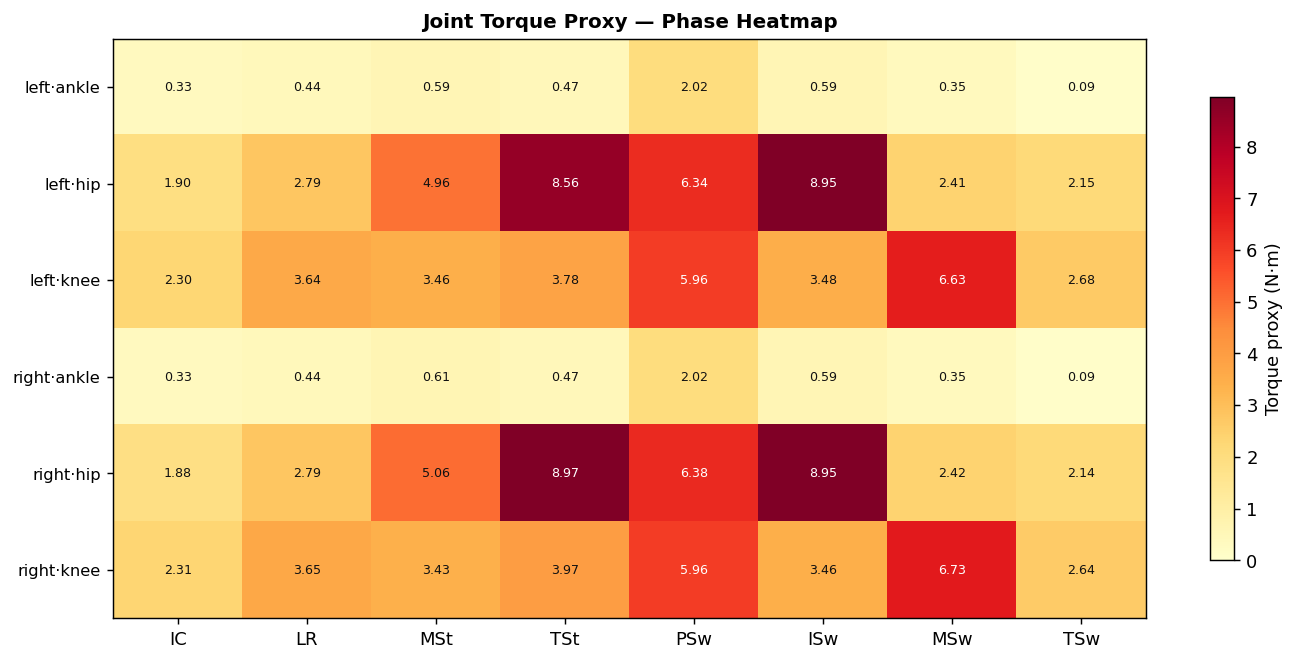 Joint Torque Proxy — Phase Heatmap
left·ankle 0.33 0.44 0.59 0.47 2.02 0.59 0.35 0.09
left·hip 1.90 2.79 4.96 8.56 6.34 8.95 2.41 2.15
left·knee 2.30 3.64 3.46 3.78 5.96 3.48 6.63 2.68
right·ankle 0.33 0.44 0.61 0.47 2.02 0.59 0.35 0.09
right·hip 1.88 2.79 5.06 8.97 6.38 8.95 2.42 2.14
right·knee 2.31 3.65 3.43 3.97 5.96 3.46 6.73 2.64
IC LR MSt TSt PSw ISw MSw TSw
8
7
6
5
4
3
2
1
0
Torque proxy (N·m)